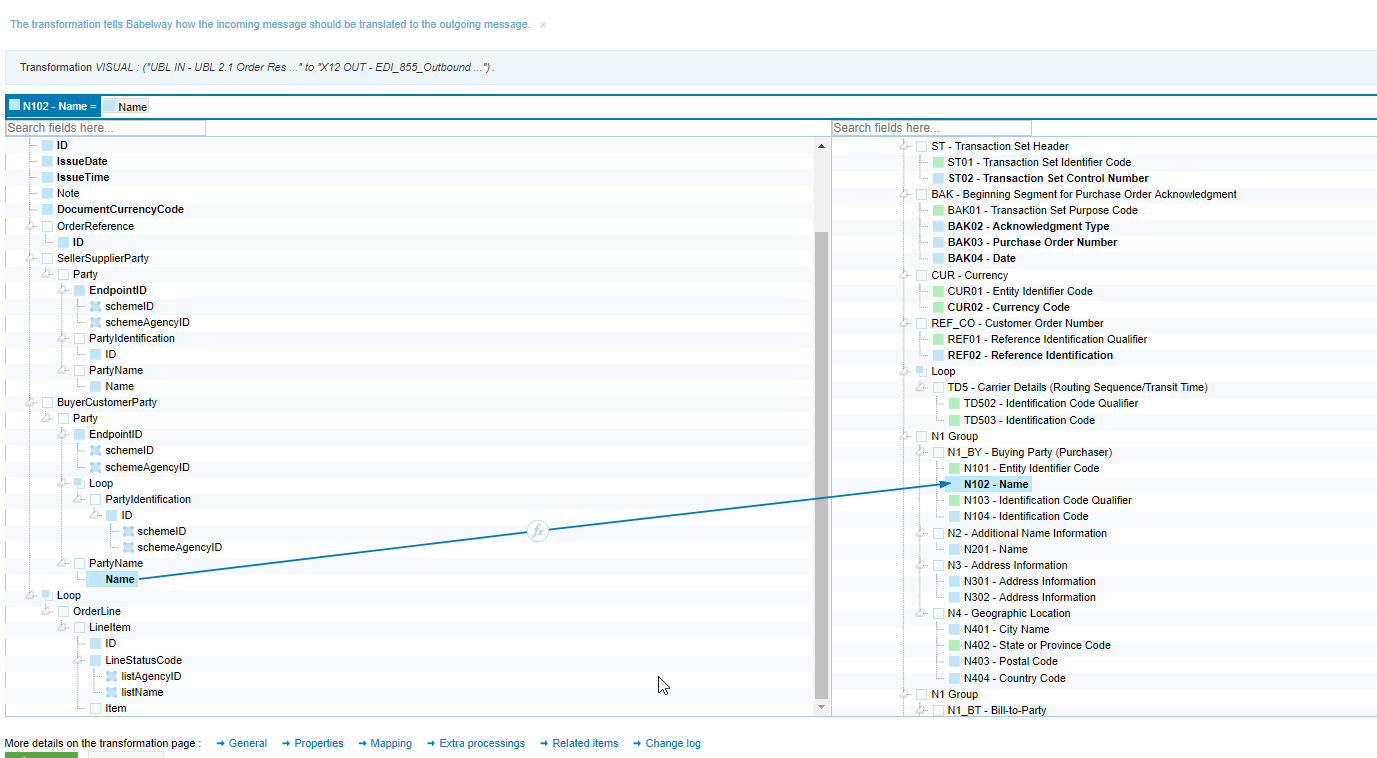 The transformation tells Babelway how the incoming message should be translated to the outgoing message. ×
Transformation VISUAL : ("UBL IN - UBL 2.1 Order Res ..." to "X12 OUT - EDI_855_Outbound ...") .
N102 - Name = Name
Search fields here...
ID
IssueDate
IssueTime
Note
DocumentCurrencyCode
OrderReference
ID
SellerSupplierParty
Party
EndpointID
schemeID
schemeAgencyID
PartyIdentification
ID
PartyName
Name
BuyerCustomerParty
Party
EndpointID
schemeID
schemeAgencyID
Loop
PartyIdentification
ID
schemeID
schemeAgencyID
PartyName
Name
Loop
OrderLine
LineItem
ID
LineStatusCode
listAgencyID
listName
Item
fx
Search fields here...
ST - Transaction Set Header
ST01 - Transaction Set Identifier Code
ST02 - Transaction Set Control Number
BAK - Beginning Segment for Purchase Order Acknowledgment
BAK01 - Transaction Set Purpose Code
BAK02 - Acknowledgment Type
BAK03 - Purchase Order Number
BAK04 - Date
CUR - Currency
CUR01 - Entity Identifier Code
CUR02 - Currency Code
REF_CO - Customer Order Number
REF01 - Reference Identification Qualifier
REF02 - Reference Identification
Loop
TD5 - Carrier Details (Routing Sequence/Transit Time)
TD502 - Identification Code Qualifier
TD503 - Identification Code
N1 Group
N1_BY - Buying Party (Purchaser)
N101 - Entity Identifier Code
N102 - Name
N103 - Identification Code Qualifier
N104 - Identification Code
N2 - Additional Name Information
N201 - Name
N3 - Address Information
N301 - Address Information
N302 - Address Information
N4 - Geographic Location
N401 - City Name
N402 - State or Province Code
N403 - Postal Code
N404 - Country Code
N1 Group
N1_BT - Bill-to-Party
More details on the transformation page : ➞ General ➞ Properties ➞ Mapping ➞ Extra processings ➞ Related items ➞ Change log